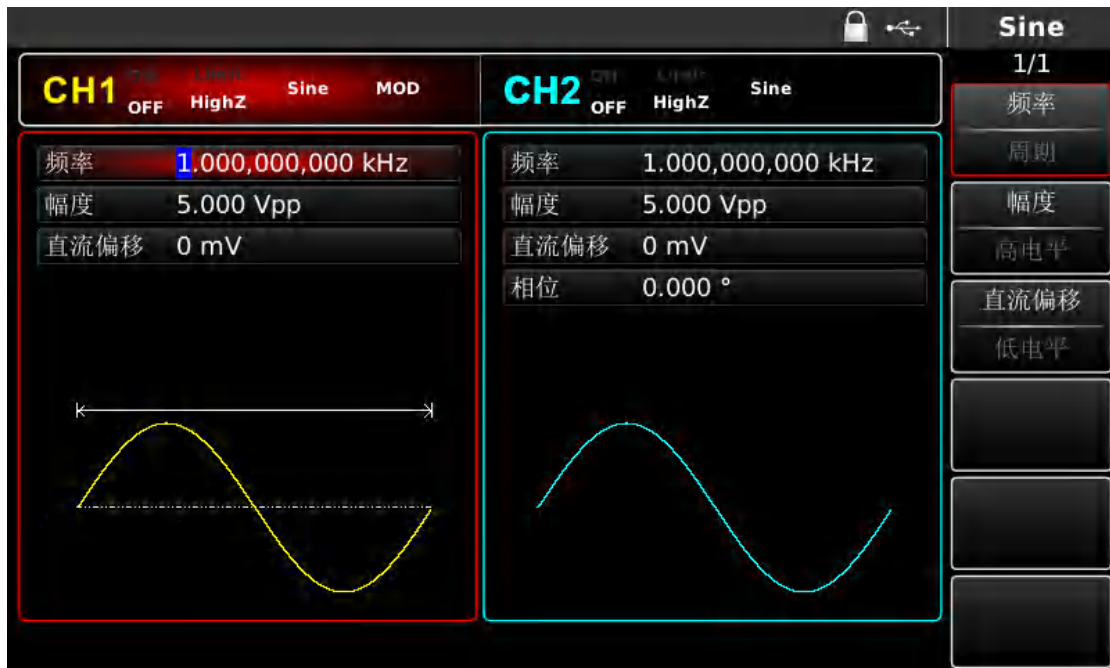 Sine
1/1
CH1 OFF HighZ Sine MOD
CH2 OFF HighZ Sine
频率 1.000,000,000 kHz
幅度 5.000 Vpp
直流偏移 0 mV
频率 1.000,000,000 kHz
幅度 5.000 Vpp
直流偏移 0 mV
相位 0.000 °
频率
周期
幅度
高电平
直流偏移
低电平